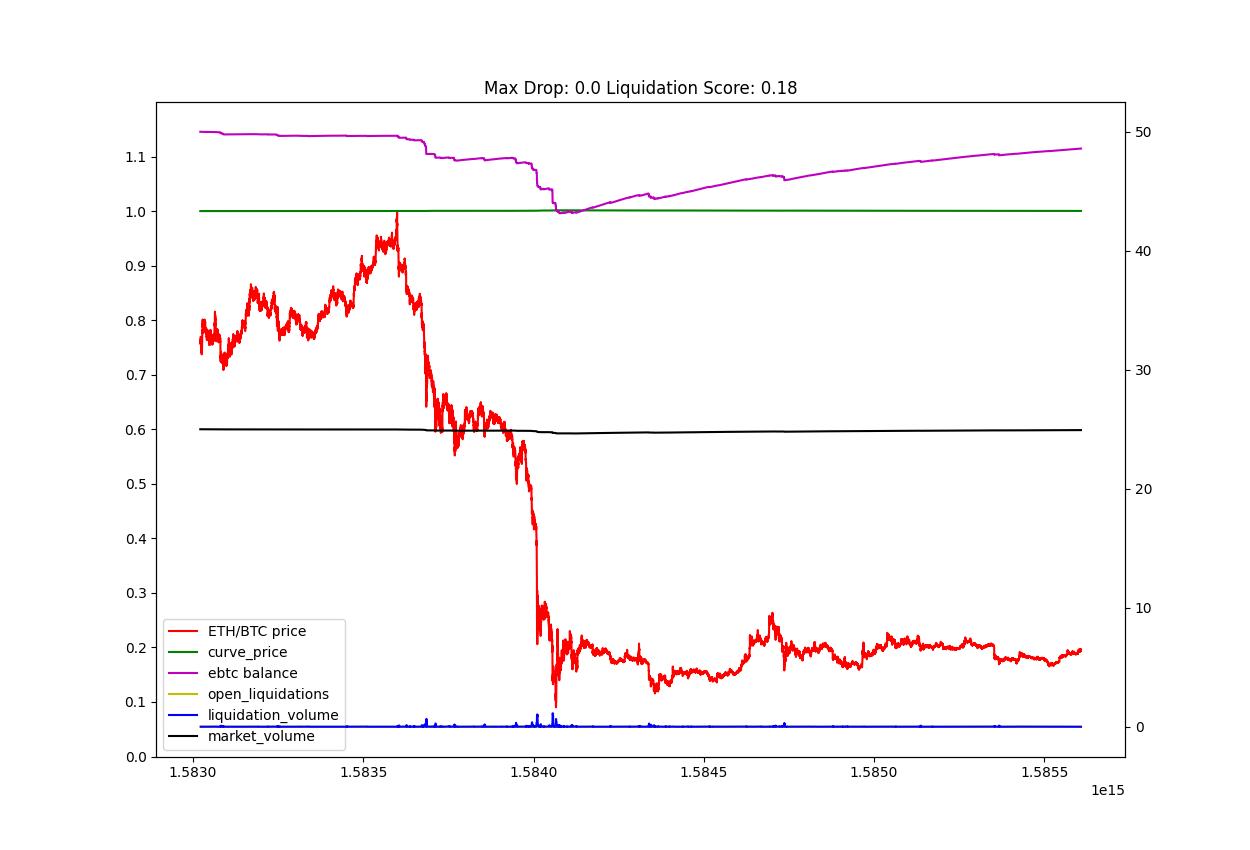 Max Drop: 0.0 Liquidation Score: 0.18
1.1
1.0
0.9
0.8
0.7
0.6
0.5
0.4
0.3
0.2
0.1
0.0
50
40
30
20
10
0
ETH/BTC price
curve_price
ebtc balance
open_liquidations
liquidation_volume
market_volume
1.5830 1.5835 1.5840 1.5845 1.5850 1.5855
1e15